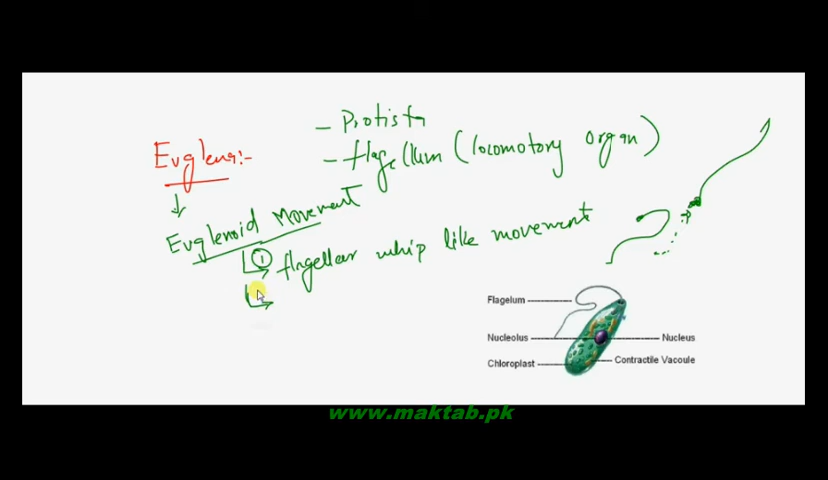 - Protista
Euglena:-
- flagellum (locomotory organ)
Euglenoid Movement
① flagellar whip like movement
Flagelum
Nucleolus
Nucleus
Chloroplast
Contractile Vacoule
www.maktab.pk